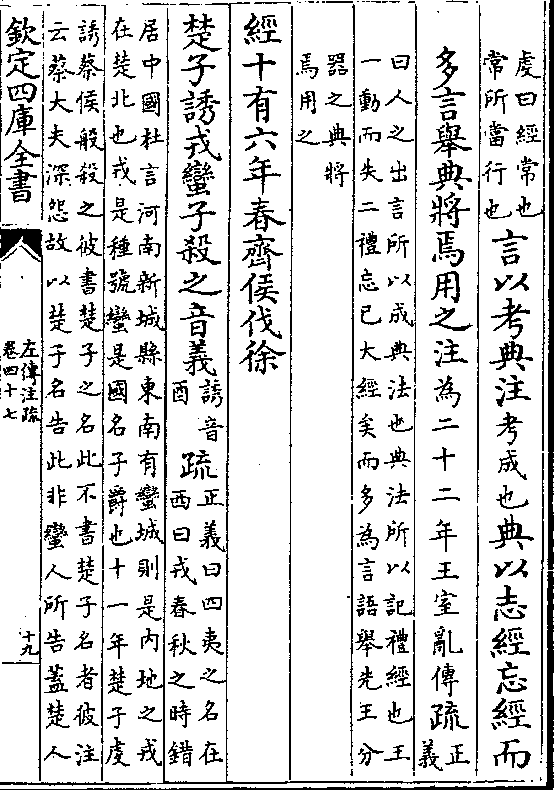 虔曰經常也
常所當行也
言以考典注考成也典以志經忘經而
多言舉典將焉用之注為二十二年王室亂傳疏正
義
曰人之出言所以成典法也典法所以記禮經也王
一動而失二禮忘已大經矣而多為言語舉先王分
器之典將
焉用之
經十有六年春齊侯伐徐
楚子誘戎蠻子殺之音義誘音
酉
疏正義曰四夷之名在
西曰戎春秋之時錯
居中國杜言河南新城縣東南有蠻城則是內地之戎
在楚北也戎是種號蠻是國名子爵也十一年楚子虔
誘蔡侯般殺之彼書楚子之名此不書楚子名者彼注
云蔡大夫深怨故以楚子名告此非蠻人所告蓋楚人
欽定四庫全書
左傳注疏
卷四十七
十九